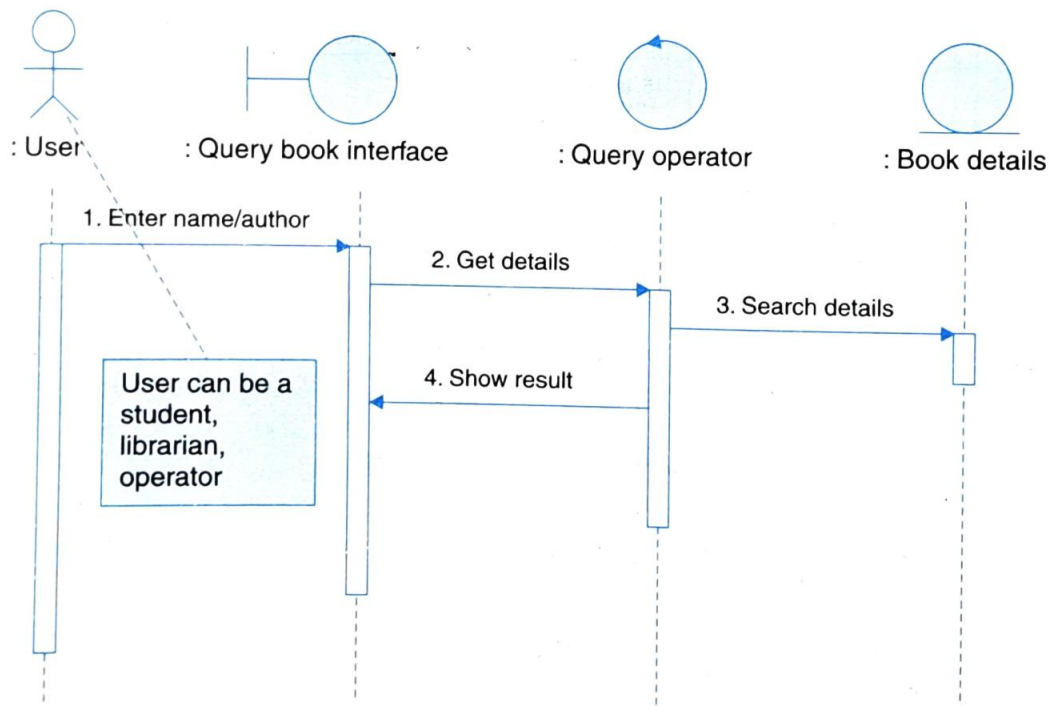 : User
: Query book interface
: Query operator
: Book details
1. Enter name/author
2. Get details
3. Search details
4. Show result
User can be a
student,
librarian,
operator